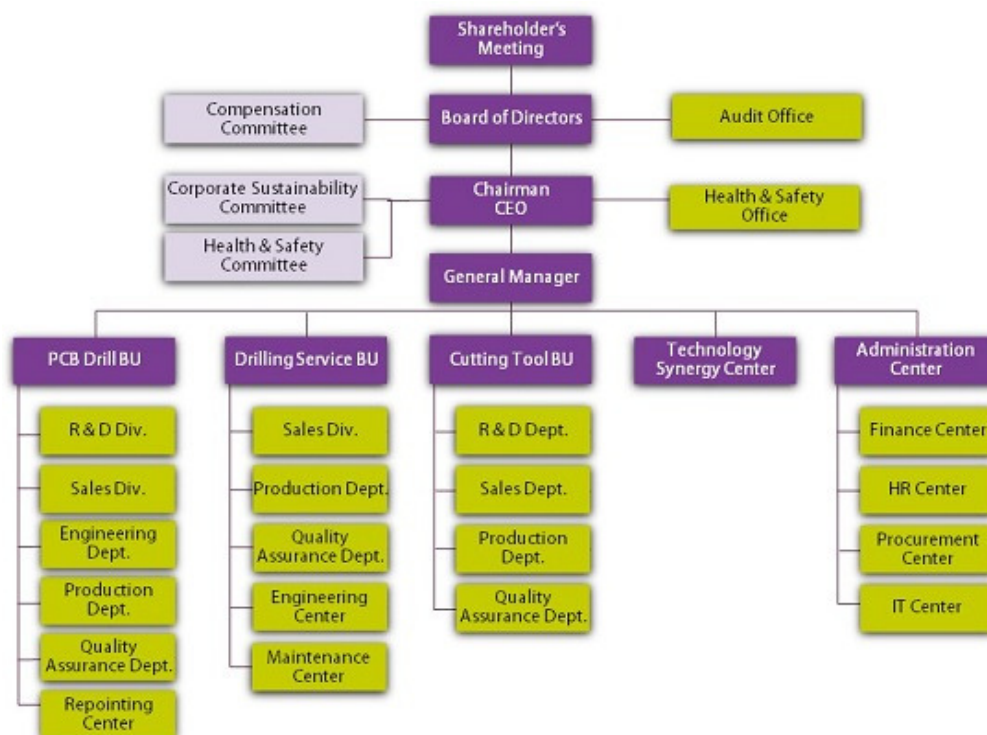 Shareholder's
Meeting
Compensation
Committee
Board of Directors
Audit Office
Corporate Sustainability
Committee
Chairman
CEO
Health & Safety
Office
Health & Safety
Committee
General Manager
PCB Drill BU
Drilling Service BU
Cutting Tool BU
Technology
Synergy Center
Administration
Center
R & D Div.
Sales Div.
Engineering
Dept.
Production
Dept.
Quality
Assurance Dept.
Repointing
Center
Sales Div.
Production Dept.
Quality
Assurance Dept.
Engineering
Center
Maintenance
Center
R & D Dept.
Sales Dept.
Production
Dept.
Quality
Assurance Dept.
Finance Center
HR Center
Procurement
Center
IT Center